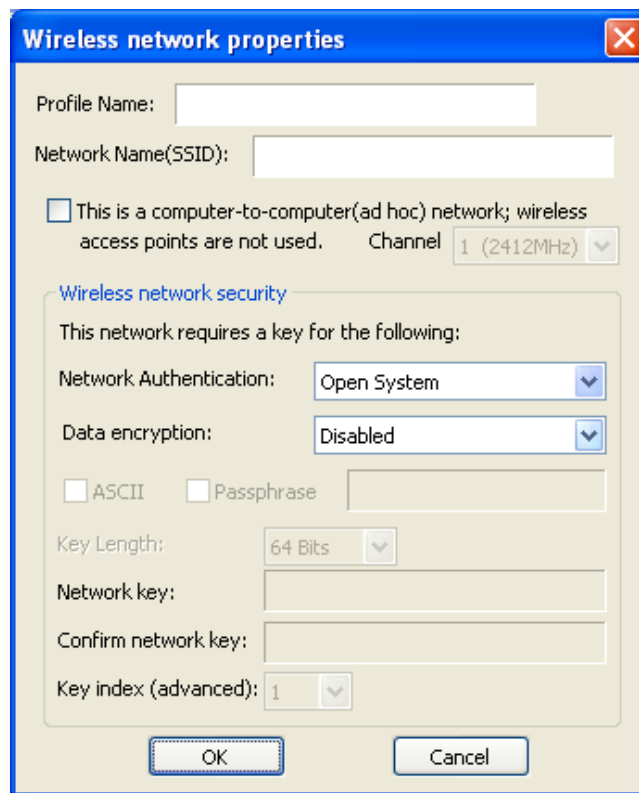 Wireless network properties
Profile Name:
Network Name(SSID):
This is a computer-to-computer(ad hoc) network; wireless
access points are not used. Channel 1 (2412MHz)
Wireless network security
This network requires a key for the following:
Network Authentication: Open System
Data encryption: Disabled
ASCII Passphrase
Key Length: 64 Bits
Network key:
Confirm network key:
Key index (advanced): 1
OK Cancel